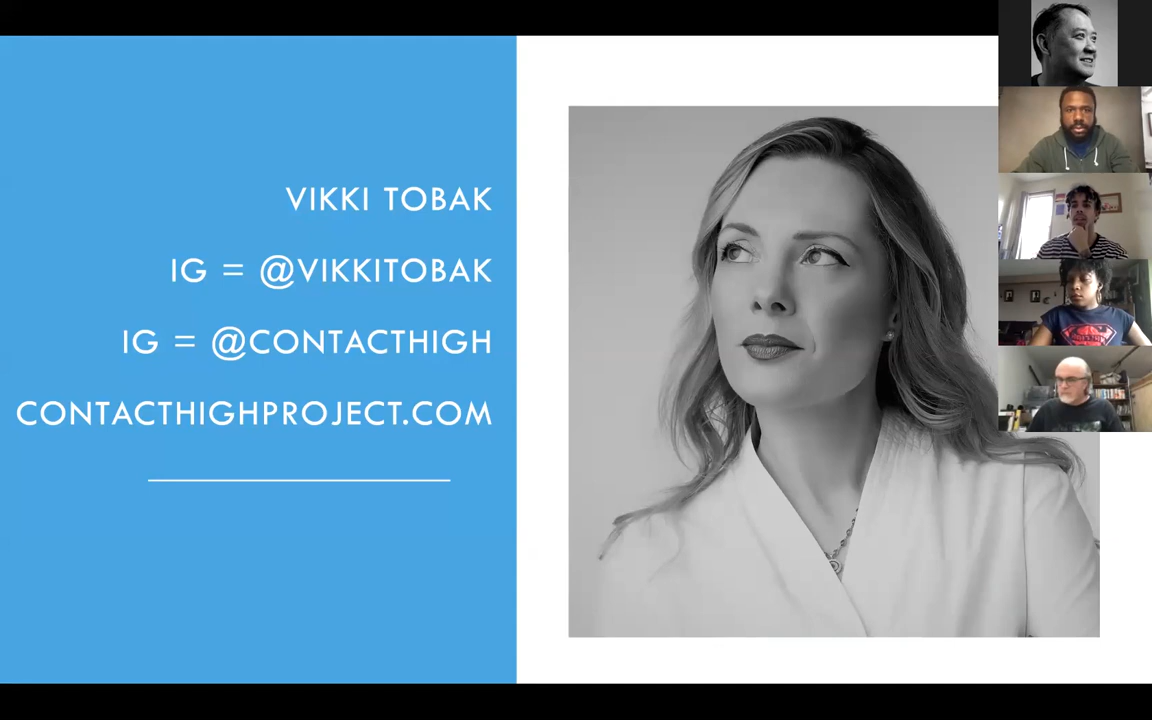 VIKKI TOBAK
IG = @VIKKITOBAK
IG = @CONTACTHIGH
CONTACTHIGHPROJECT.COM